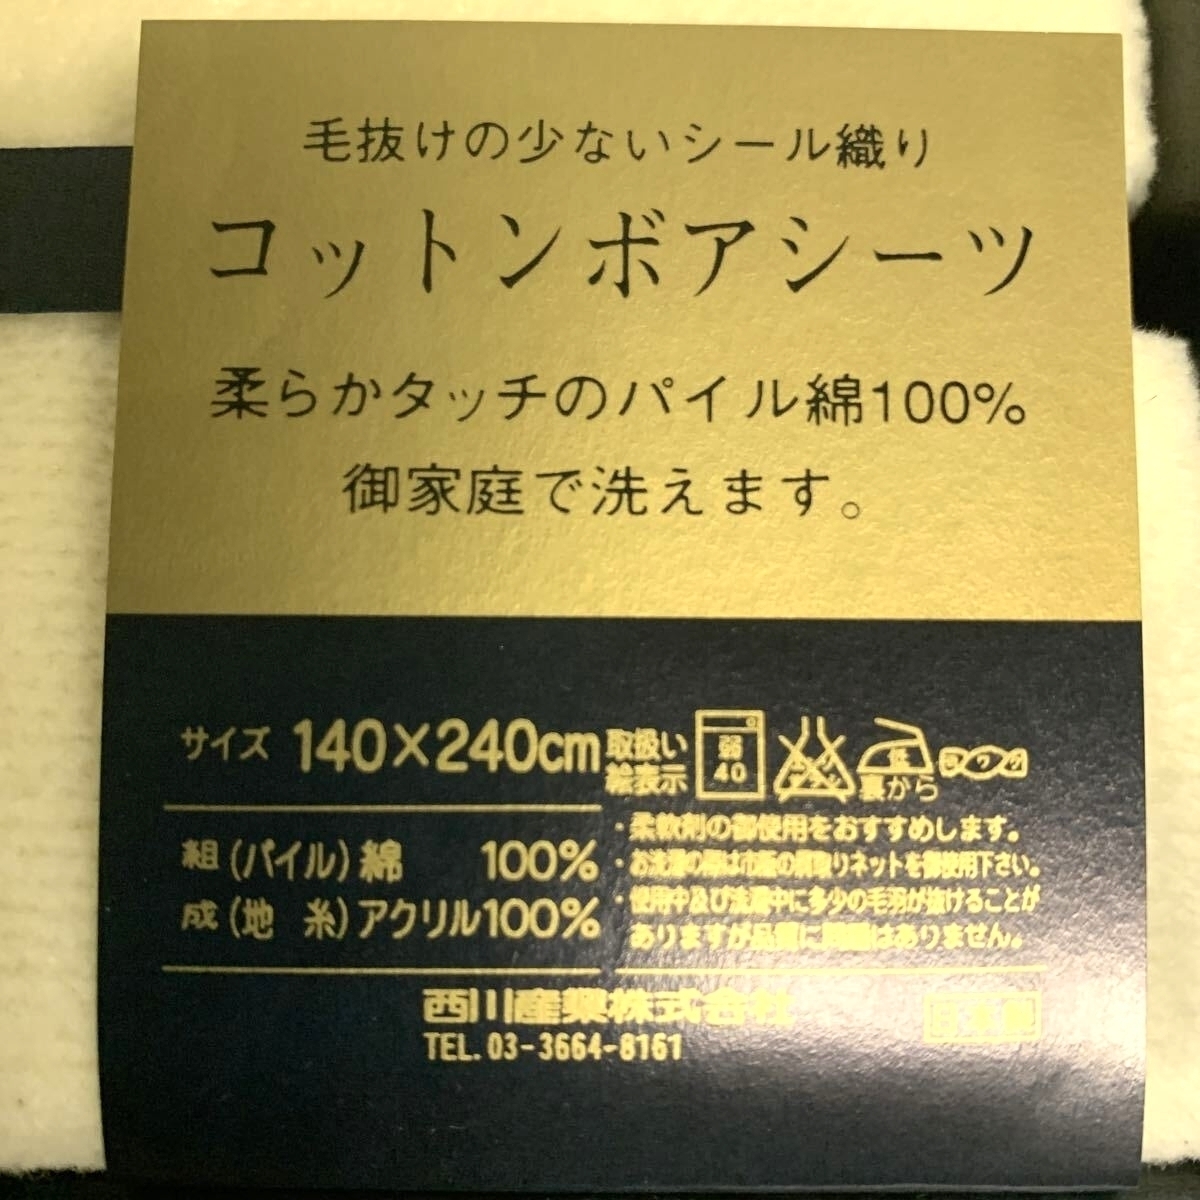 毛抜けの少ないシール織り
コットンボアシーツ
柔らかタッチのパイル綿100%
御家庭で洗えます。
サイズ 140×240cm
取扱い
絵表示
弱
40
裏から
組 (パイル) 綿 100%
成 (地 糸) アクリル100%
・柔軟剤の御使用をおすすめします。
・お洗濯の際は市販の糸取りネットを御使用下さい。
・使用中及び洗濯中に多少の毛羽が抜けることが
ありますが品質に問題はありません。
西川産業株式会社
TEL. 03-3664-8161
日本製